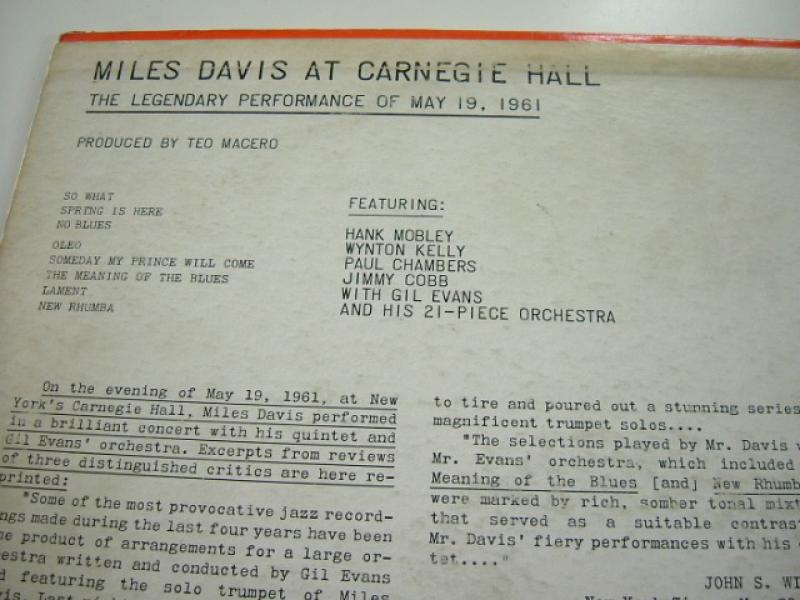 MILES DAVIS AT CARNEGIE HALL
THE LEGENDARY PERFORMANCE OF MAY 19, 1961
PRODUCED BY TEO MACERO
SO WHAT
SPRING IS HERE
NO BLUES
OLEO
SOMEDAY MY PRINCE WILL COME
THE MEANING OF THE BLUES
LAMENT
NEW RHUMBA
FEATURING:
HANK MOBLEY
WYNTON KELLY
PAUL CHAMBERS
JIMMY COBB
WITH GIL EVANS
AND HIS 21-PIECE ORCHESTRA
On the evening of May 19, 1961, at New
York's Carnegie Hall, Miles Davis performed
in a brilliant concert with his quintet and
Gil Evans' orchestra. Excerpts from reviews
of three distinguished critics are here re-
printed:
"Some of the most provocative jazz record-
ngs made during the last four years have been
e product of arrangements for a large or-
estra written and conducted by Gil Evans
d featuring the solo trumpet of Miles
to tire and poured out a stunning series
magnificent trumpet solos....
"The selections played by Mr. Davis
Mr. Evans' orchestra, which included
Meaning of the Blues [and] New Rhumb
were marked by rich, somber tonal mixt
that served as a suitable contras
Mr. Davis' fiery performances with his
tet...."
JOHN S. WI